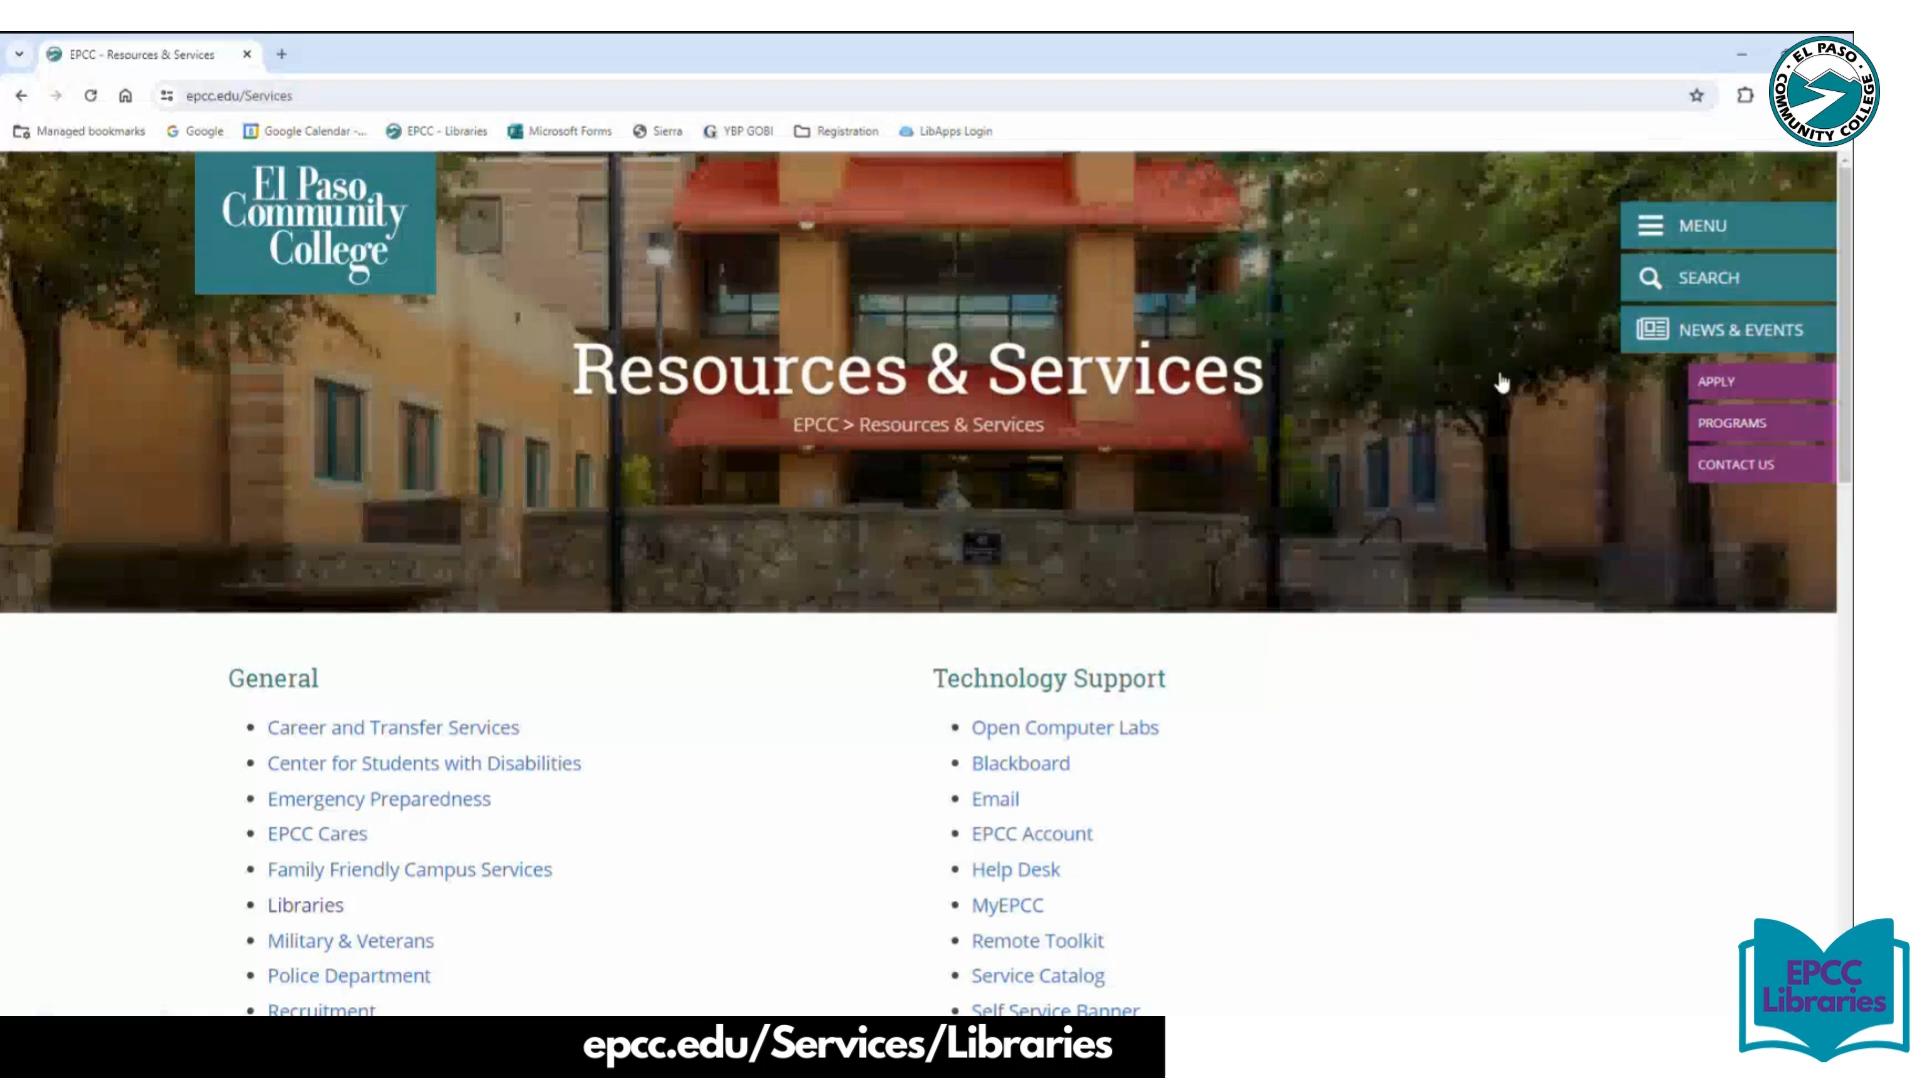 EPCC - Resources & Services
epcc.edu/Services
Managed bookmarks
Google
Google Calendar -...
EPCC - Libraries
Microsoft Forms
Sierra
YBP GOBI
Registration
LibApps Login
EL PASO
COMMUNITY COLLEGE
El Paso
Community
College
MENU
SEARCH
NEWS & EVENTS
APPLY
PROGRAMS
CONTACT US
Resources & Services
EPCC > Resources & Services
General
Career and Transfer Services
Center for Students with Disabilities
Emergency Preparedness
EPCC Cares
Family Friendly Campus Services
Libraries
Military & Veterans
Police Department
Recruitment
Technology Support
Open Computer Labs
Blackboard
Email
EPCC Account
Help Desk
MyEPCC
Remote Toolkit
Service Catalog
Self Service Banner
EPCC
Libraries
epcc.edu/Services/Libraries